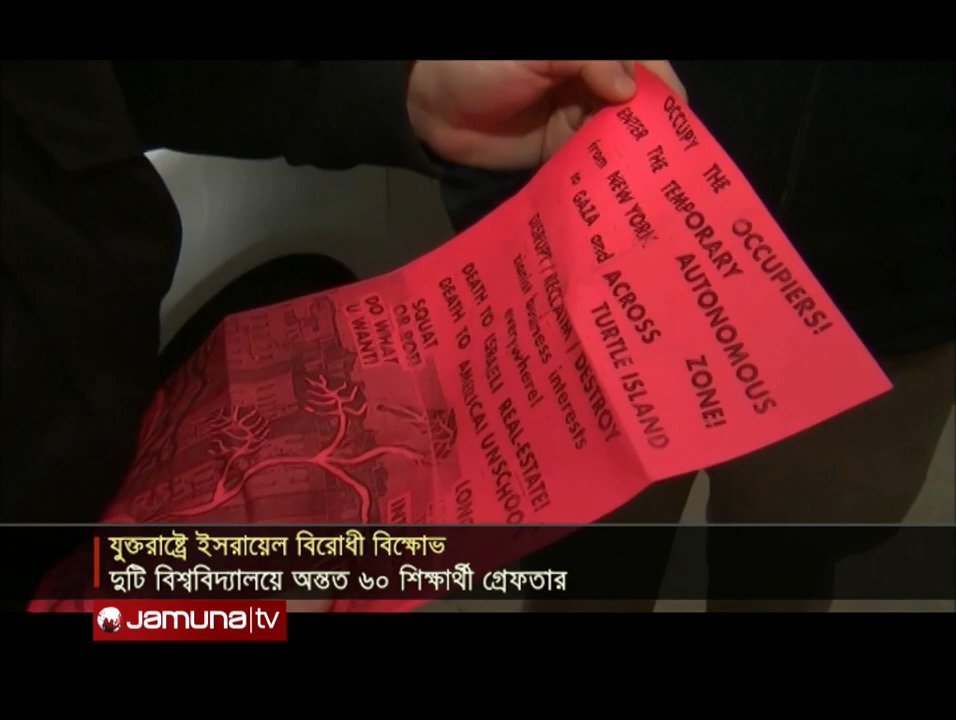 OCCUPY THE OCCUPIERS!
ENTER THE TEMPORARY AUTONOMOUS ZONE!
from NEW YORK
to GAZA and ACROSS
TURTLE ISLAND
RECLAIM / DESTROY
business interests
everywhere!
DEATH TO ISRAELI REAL-ESTATE!
DEATH TO AMERICA!
SQUAT
OR ROT!
DO WHAT
U WANT!
যুক্তরাষ্ট্রে ইসরায়েল বিরোধী বিক্ষোভ
দুটি বিশ্ববিদ্যালয়ে অন্তত ৬০ শিক্ষার্থী গ্রেফতার
Jamuna|tv